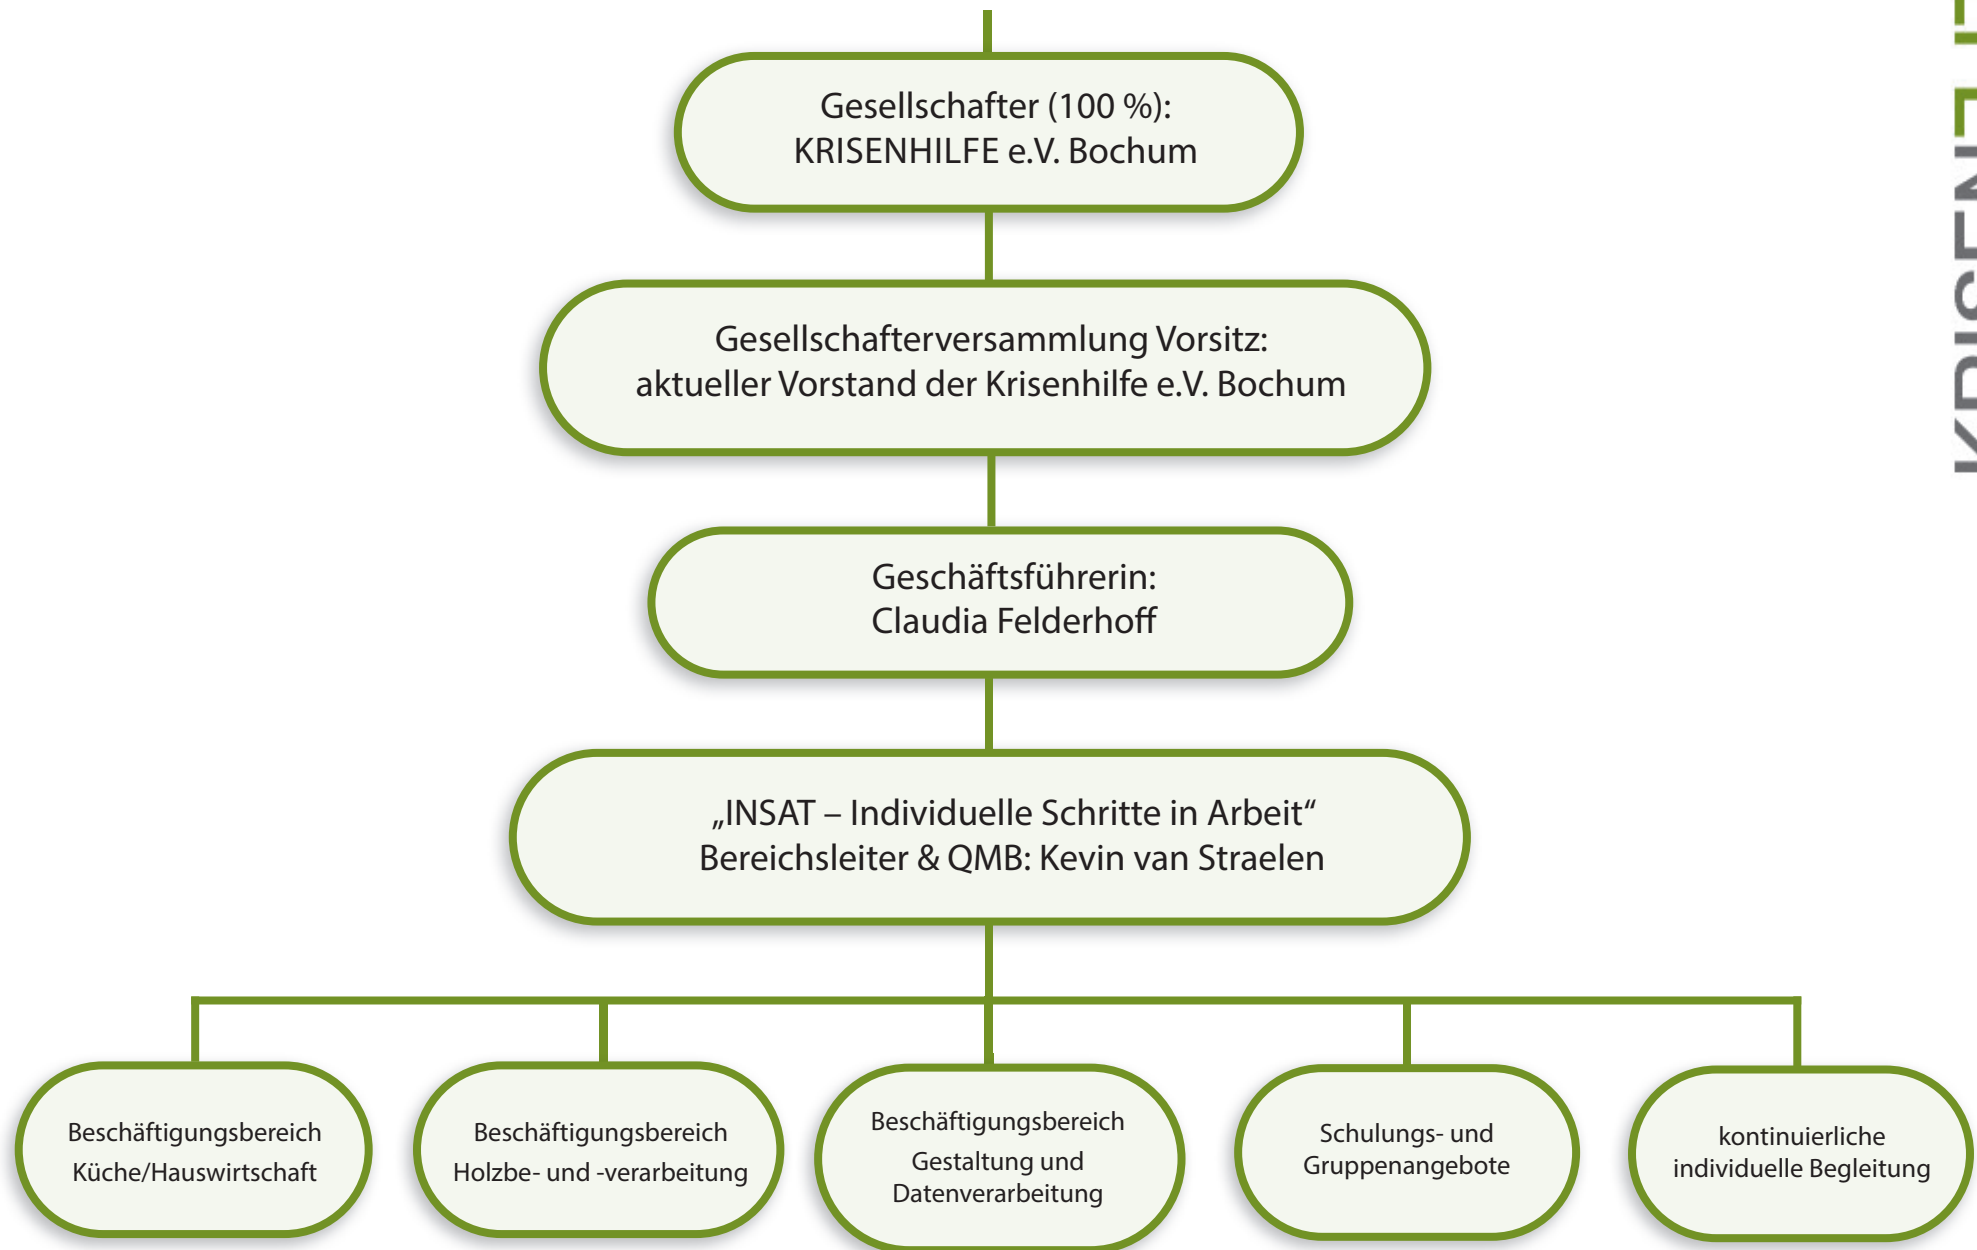 Gesellschafter (100 %):
KRISENHILFE e.V. Bochum
Gesellschafterversammlung Vorsitz:
aktueller Vorstand der Krisenhilfe e.V. Bochum
Geschäftsführerin:
Claudia Felderhoff
„INSAT – Individuelle Schritte in Arbeit“
Bereichsleiter & QMB: Kevin van Straelen
Beschäftigungsbereich
Küche/Hauswirtschaft
Beschäftigungsbereich
Holzbe- und -verarbeitung
Beschäftigungsbereich
Gestaltung und
Datenverarbeitung
Schulungs- und
Gruppenangebote
kontinuierliche
individuelle Begleitung